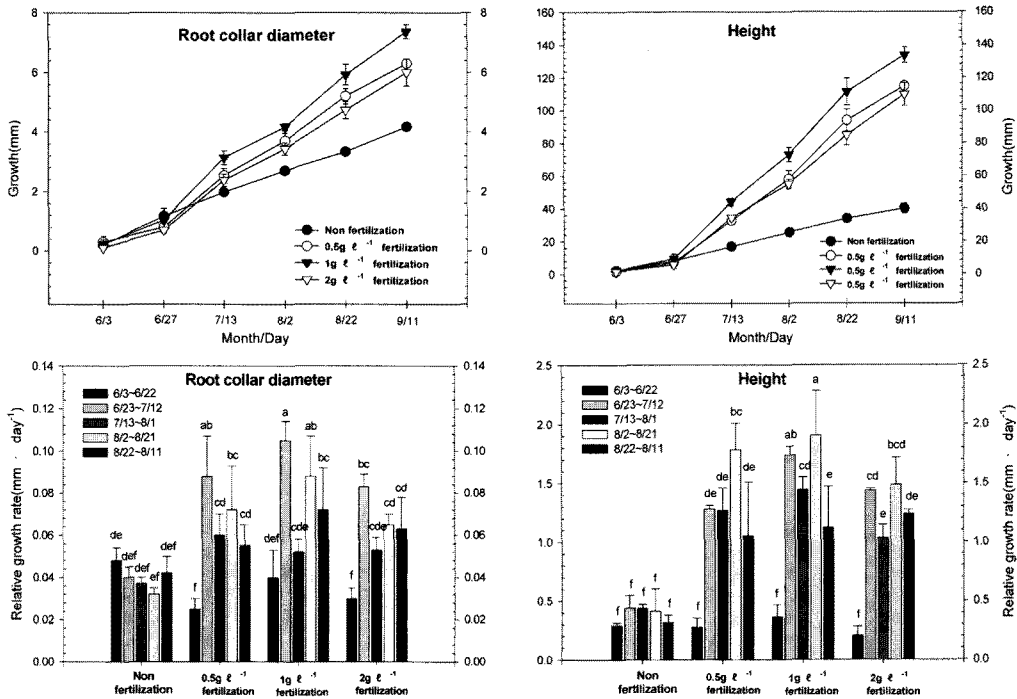 Root collar diameter
8
6
4
2
0
Growth(mm)
8
6
4
2
0
Non fertilization
0.5g ℓ -1 fertilization
1g ℓ -1 fertilization
2g ℓ -1 fertilization
6/3 6/27 7/13 8/2 8/22 9/11
Month/Day
Height
160
140
120
100
80
60
40
20
0
Growth(mm)
160
140
120
100
80
60
40
20
0
Non fertilization
0.5g ℓ -1 fertilization
0.5g ℓ -1 fertilization
0.5g ℓ -1 fertilization
6/3 6/27 7/13 8/2 8/22 9/11
Month/Day
Root collar diameter
0.14
0.12
0.10
0.08
0.06
0.04
0.02
0.00
Relative growth rate(mm · day-1)
0.14
0.12
0.10
0.08
0.06
0.04
0.02
0.00
6/3~6/22
6/23~7/12
7/13~8/1
8/2~8/21
8/22~8/11
de def def ef def
f ab cd bc cd
def a cde ab bc
f bc cde cd cd
Non fertilization
0.5g ℓ -1 fertilization
1g ℓ -1 fertilization
2g ℓ -1 fertilization
Height
2.5
2.0
1.5
1.0
0.5
0.0
Relative growth rate(mm · day-1)
2.5
2.0
1.5
1.0
0.5
0.0
6/3~6/22
6/23~7/12
7/13~8/1
8/2~8/21
8/22~8/11
f f f f f
f de de bc de
f ab cd a e
f cd e bcd de
Non fertilization
0.5g ℓ -1 fertilization
1g ℓ -1 fertilization
2g ℓ -1 fertilization